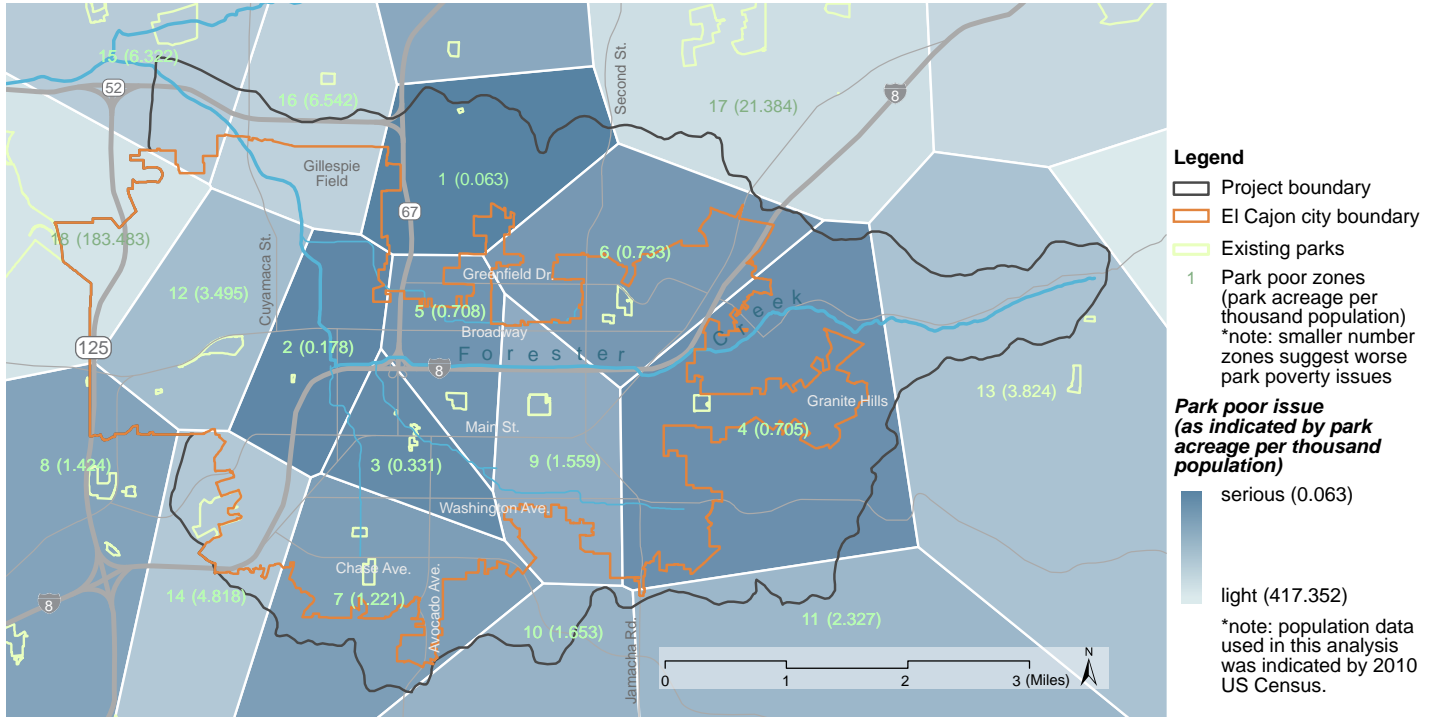 15 (6.322)
52
16 (6.542)
Second St.
17 (21.384)
8
Gillespie
Field
1 (0.063)
67
18 (183.483)
Cuyamaca St.
6 (0.733)
Greenfield Dr.
12 (3.495)
5 (0.708)
Broadway
125
2 (0.178)
Forester
Creek
8
13 (3.824)
Granite Hills
Main St.
4 (0.705)
8 (1.424)
3 (0.331)
9 (1.559)
Washington Ave.
Chase Ave.
Avocado Ave.
8
14 (4.818)
7 (1.221)
10 (1.653)
Jamacha Rd.
11 (2.327)
0
1
2
3 (Miles)
N
Legend
Project boundary
El Cajon city boundary
Existing parks
1
Park poor zones
(park acreage per
thousand population)
*note: smaller number
zones suggest worse
park poverty issues
Park poor issue
(as indicated by park
acreage per thousand
population)
serious (0.063)
light (417.352)
*note: population data
used in this analysis
was indicated by 2010
US Census.